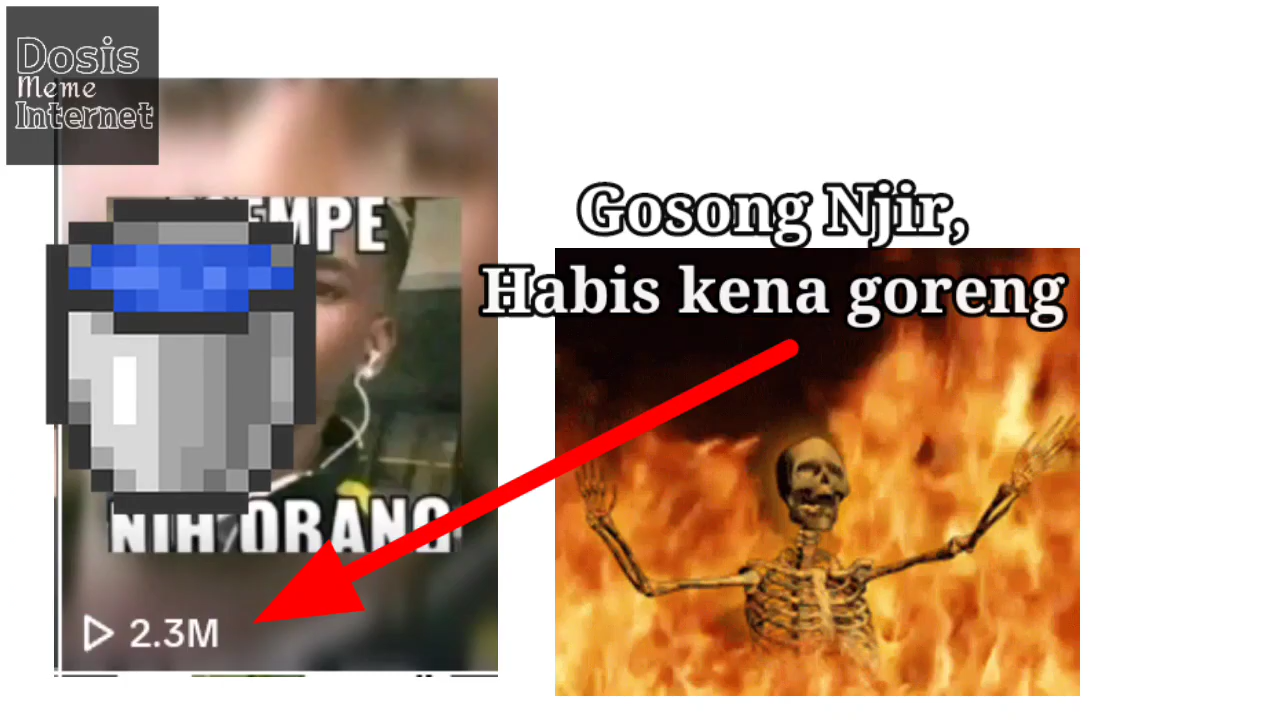 Dosis
Meme
Internet
Gosong Njir,
Habis kena goreng
NIH ORANG
2.3M